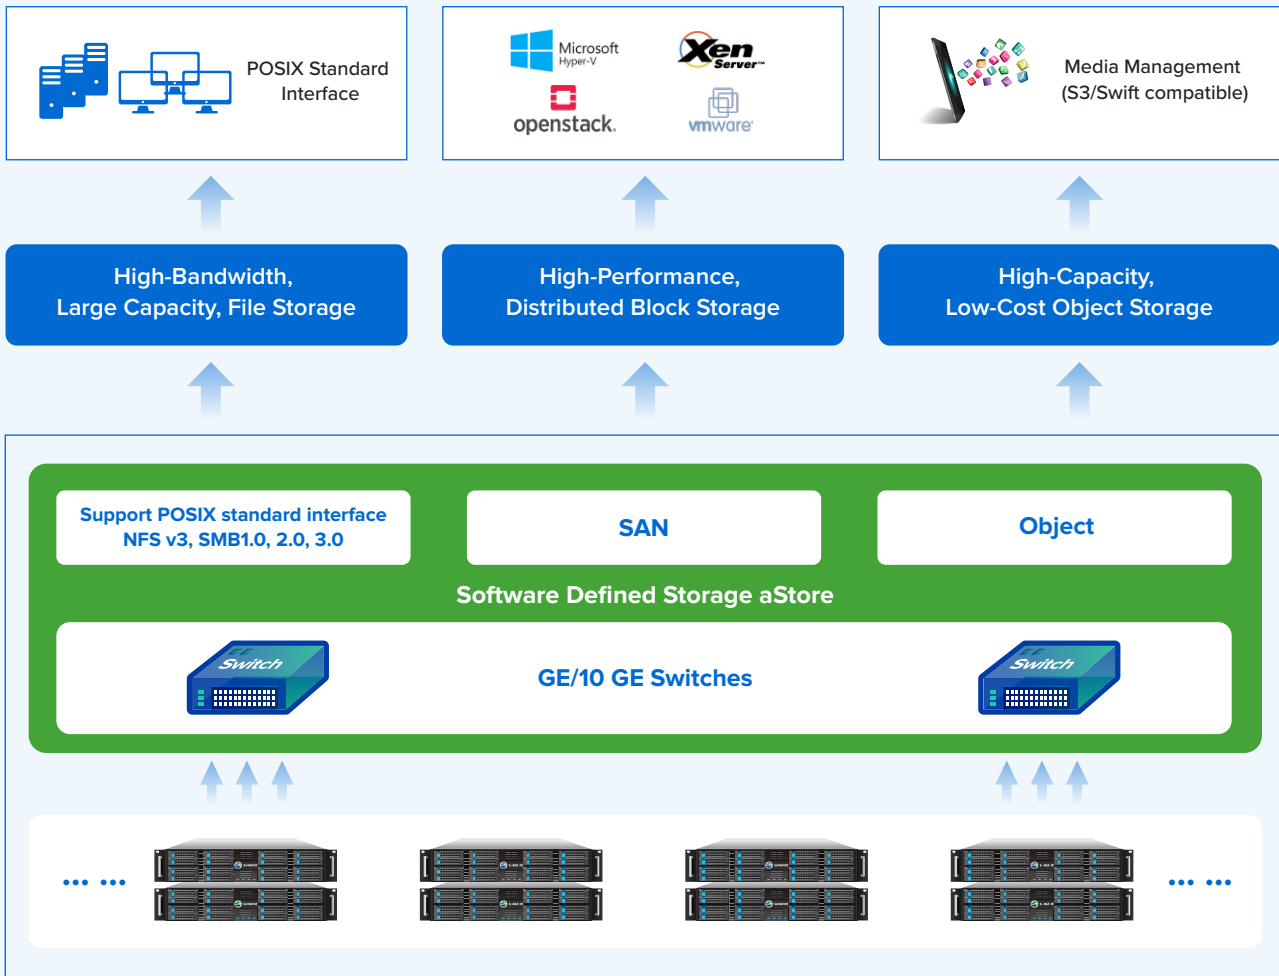 POSIX Standard
Interface
Microsoft
Hyper-V
Xen
Server™
openstack.
vmware®
Media Management
(S3/Swift compatible)
High-Bandwidth,
Large Capacity, File Storage
High-Performance,
Distributed Block Storage
High-Capacity,
Low-Cost Object Storage
Support POSIX standard interface
NFS v3, SMB1.0, 2.0, 3.0
SAN
Object
Software Defined Storage aStore
Switch
GE/10 GE Switches
Switch
... ...
... ...